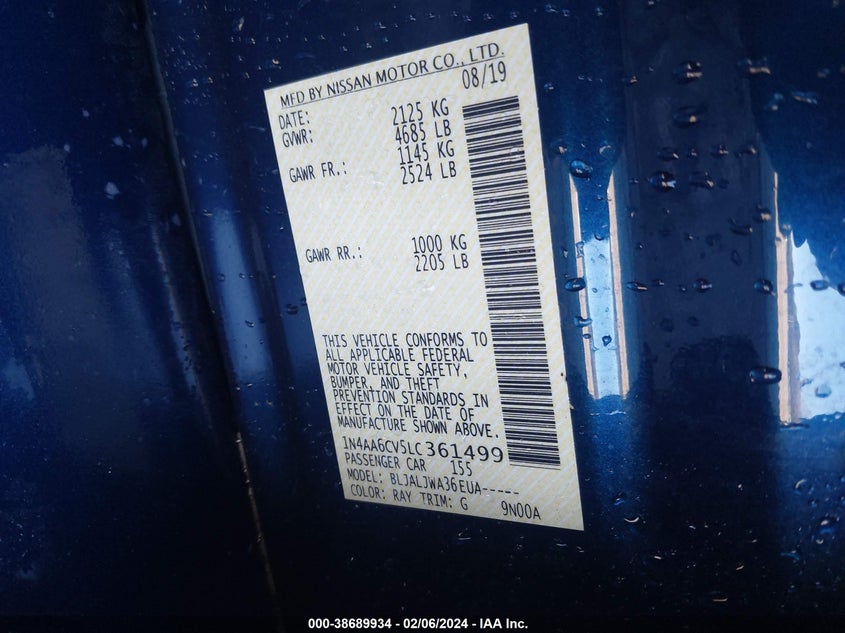 MFD BY NISSAN MOTOR CO., LTD.
DATE: 08/19
GVWR: 2125 KG
4685 LB
GAWR FR.: 1145 KG
2524 LB
GAWR RR.: 1000 KG
2205 LB
THIS VEHICLE CONFORMS TO
ALL APPLICABLE FEDERAL
MOTOR VEHICLE SAFETY,
BUMPER, AND THEFT
PREVENTION STANDARDS IN
EFFECT ON THE DATE OF
MANUFACTURE SHOWN ABOVE.
1N4AA6CV5LC361499
PASSENGER CAR 155
MODEL: BLJALJWA36EUA-----
COLOR: RAY TRIM: G 9N00A
000-38689934 - 02/06/2024 - IAA Inc.